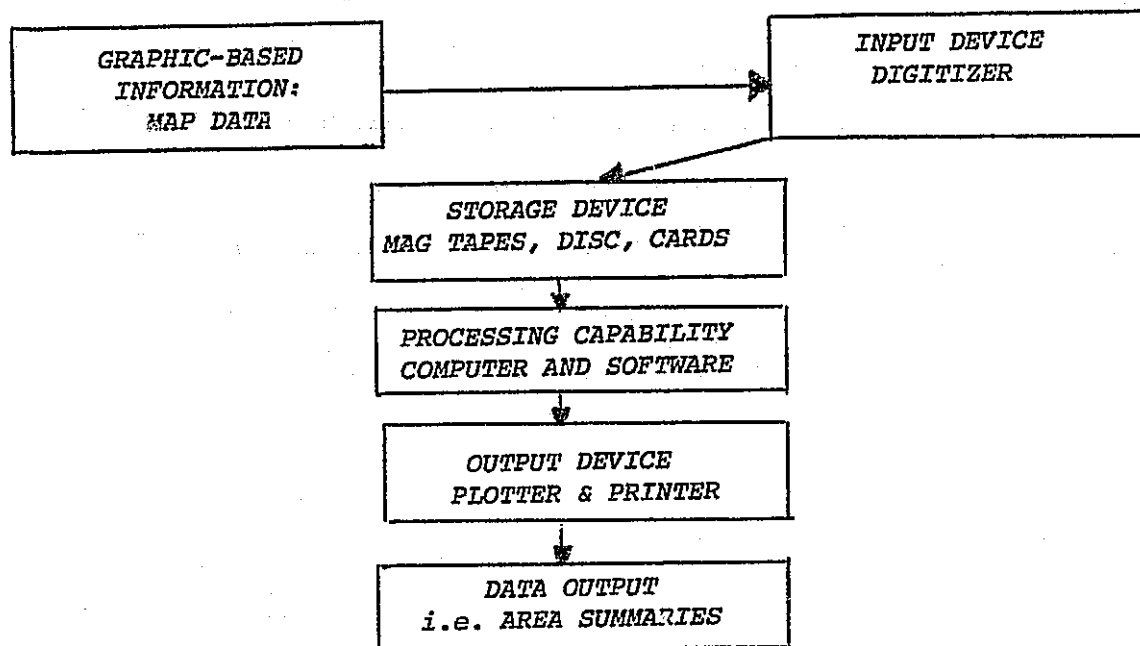 GRAPHIC-BASED
INFORMATION:
MAP DATA
INPUT DEVICE
DIGITIZER
STORAGE DEVICE
MAG TAPES, DISC, CARDS
PROCESSING CAPABILITY
COMPUTER AND SOFTWARE
OUTPUT DEVICE
PLOTTER & PRINTER
DATA OUTPUT
i.e. AREA SUMMARIES